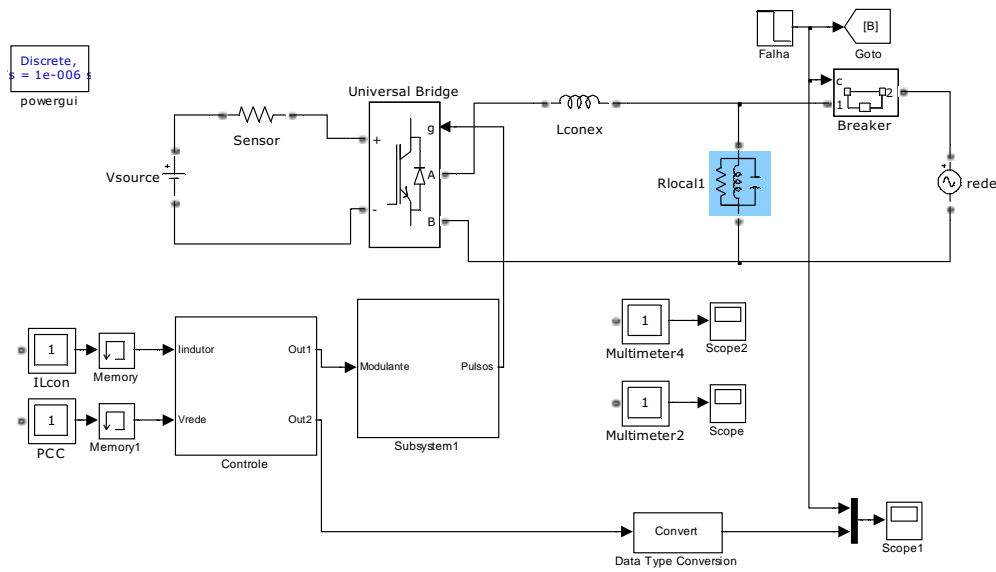 Discrete,
s = 1e-006 s
powergui
Vsource
+
Sensor
Universal Bridge
+
-
g
A
B
Lconex
Rlocal1
Falha
[B]
Goto
c
1
2
Breaker
+
rede
1
ILcon
Memory
1
PCC
Memory1
Iindutor
Vrede
Out1
Out2
Controle
Modulante
Pulsos
Subsystem1
1
Multimeter4
Scope2
1
Multimeter2
Scope
Convert
Data Type Conversion
Scope1